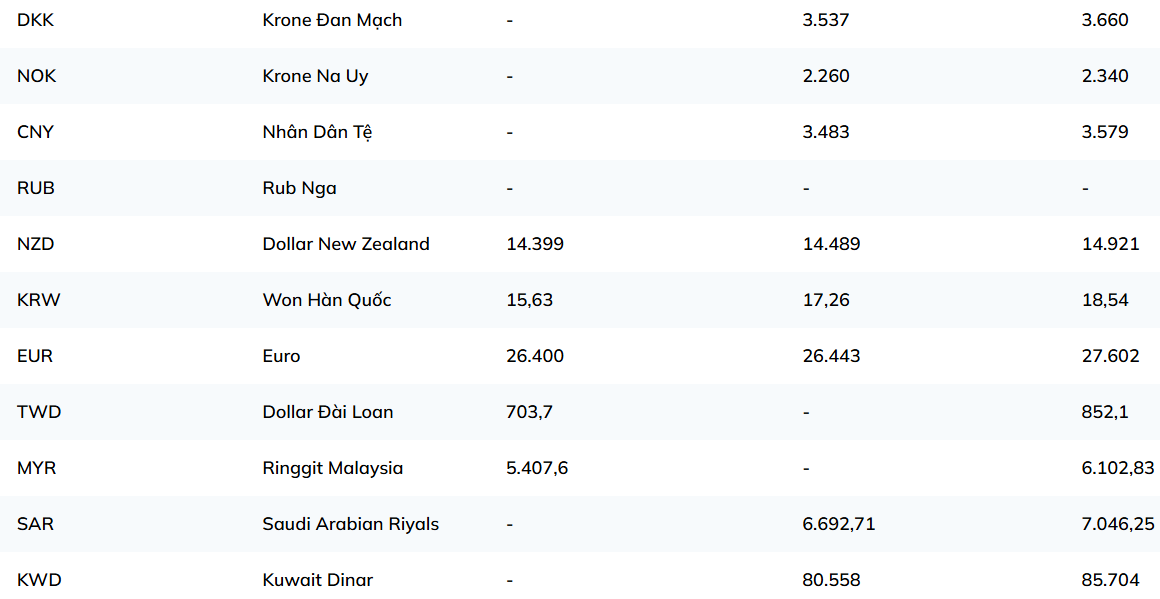 DKK Krone Đan Mạch - 3.537 3.660
NOK Krone Na Uy - 2.260 2.340
CNY Nhân Dân Tệ - 3.483 3.579
RUB Rub Nga - - -
NZD Dollar New Zealand 14.399 14.489 14.921
KRW Won Hàn Quốc 15,63 17,26 18,54
EUR Euro 26.400 26.443 27.602
TWD Dollar Đài Loan 703,7 - 852,1
MYR Ringgit Malaysia 5.407,6 - 6.102,83
SAR Saudi Arabian Riyals - 6.692,71 7.046,25
KWD Kuwait Dinar - 80.558 85.704